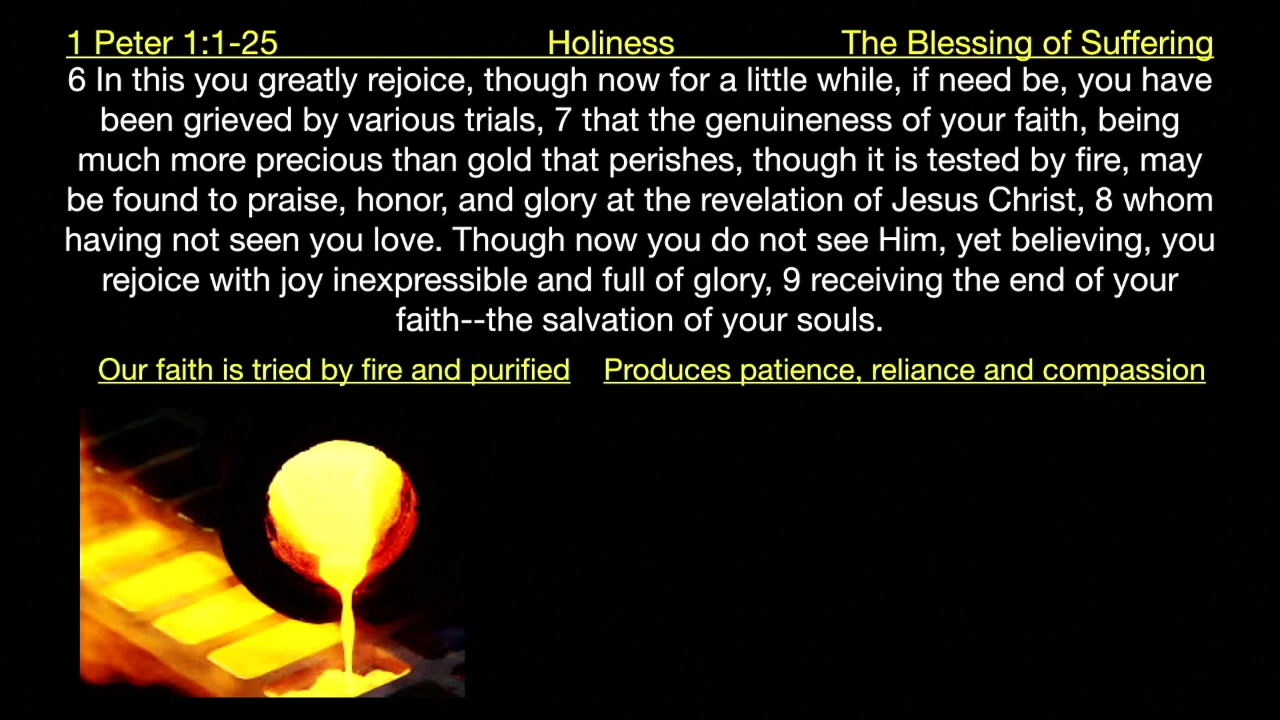 1 Peter 1:1-25 Holiness The Blessing of Suffering
6 In this you greatly rejoice, though now for a little while, if need be, you have
been grieved by various trials, 7 that the genuineness of your faith, being
much more precious than gold that perishes, though it is tested by fire, may
be found to praise, honor, and glory at the revelation of Jesus Christ, 8 whom
having not seen you love. Though now you do not see Him, yet believing, you
rejoice with joy inexpressible and full of glory, 9 receiving the end of your
faith--the salvation of your souls.
Our faith is tried by fire and purified Produces patience, reliance and compassion